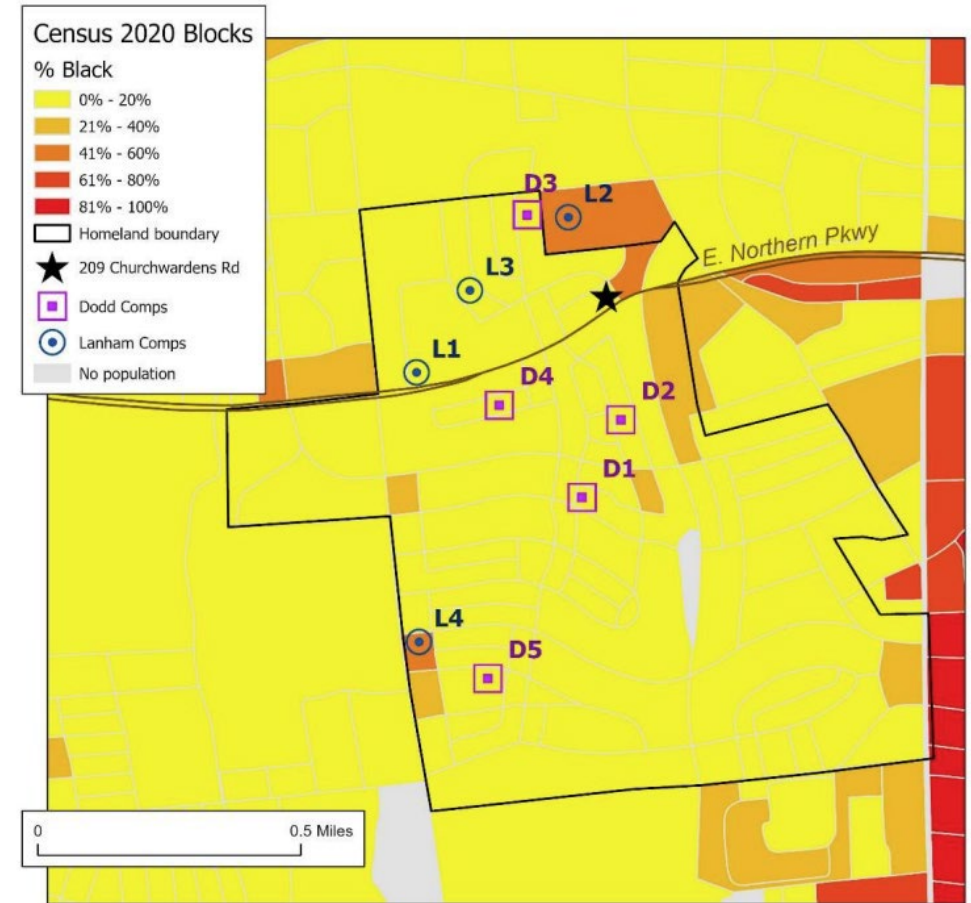 Census 2020 Blocks
% Black
0% - 20%
21% - 40%
41% - 60%
61% - 80%
81% - 100%
Homeland boundary
209 Churchwardens Rd
Dodd Comps
Lanham Comps
No population
D3
L2
E. Northern Pkwy
L3
L1
D4
D2
D1
L4
D5
0 0.5 Miles